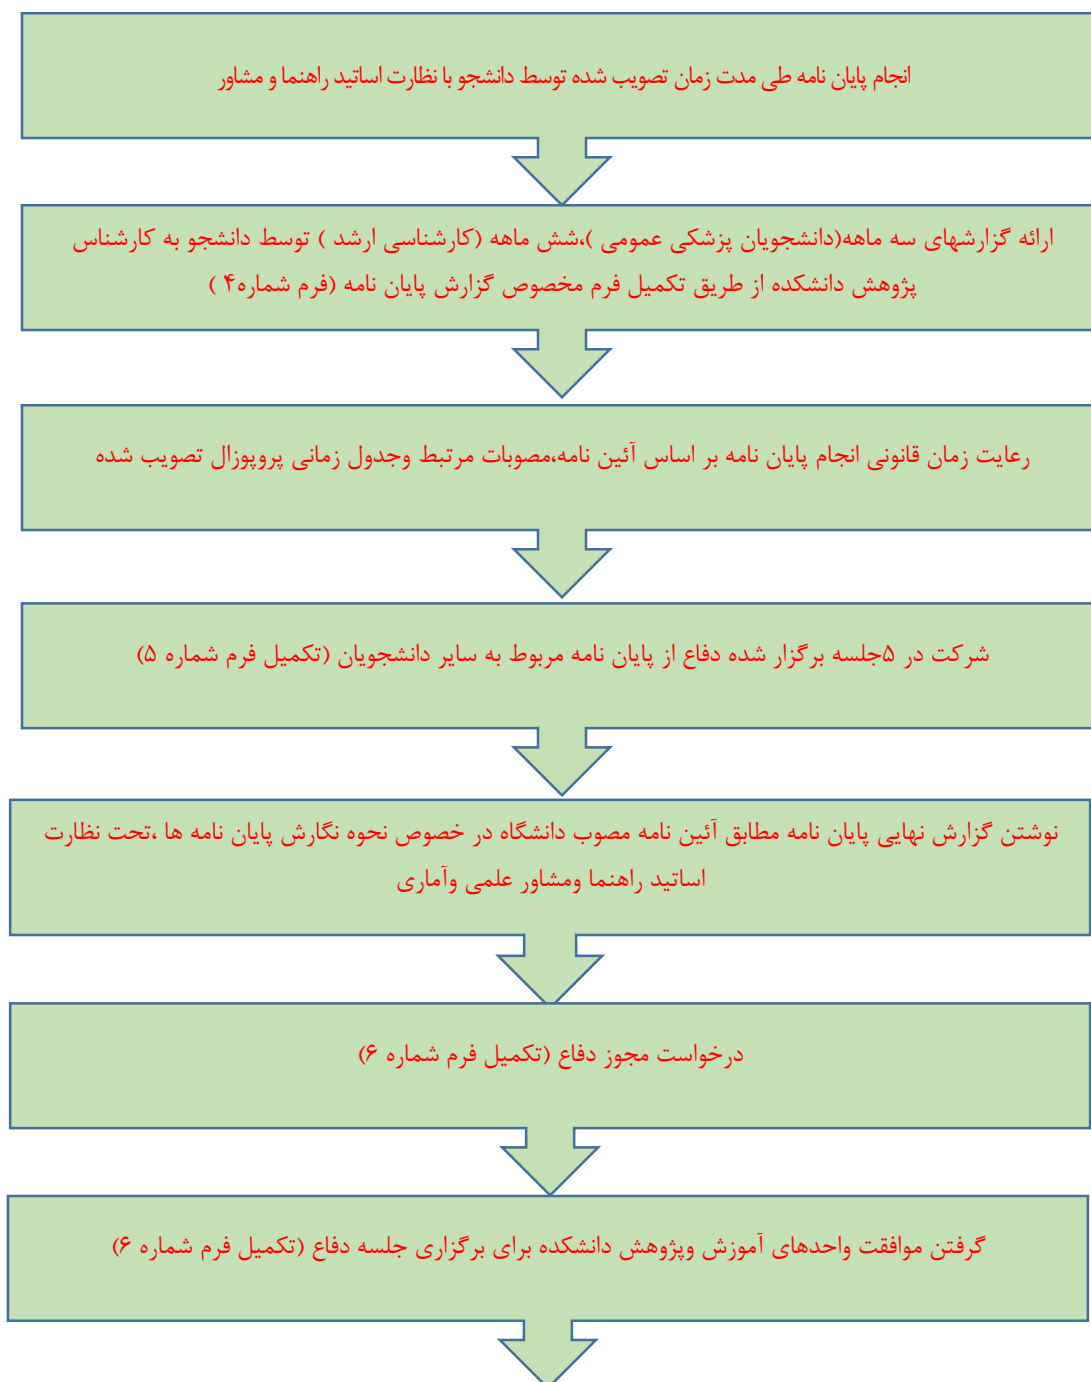 انجام پایان نامه طی مدت زمان تصویب شده توسط دانشجو با نظارت اساتید راهنما و مشاور
ارائه گزارشهای سه ماهه(دانشجویان پزشکی عمومی )،شش ماهه (کارشناسی ارشد ) توسط دانشجو به کارشناس
پژوهش دانشکده از طریق تکمیل فرم مخصوص گزارش پایان نامه (فرم شماره۴ )
رعایت زمان قانونی انجام پایان نامه بر اساس آئین نامه،مصوبات مرتبط وجدول زمانی پروپوزال تصویب شده
شرکت در ۵جلسه برگزار شده دفاع از پایان نامه مربوط به سایر دانشجویان (تکمیل فرم شماره ۵)
نوشتن گزارش نهایی پایان نامه مطابق آئین نامه مصوب دانشگاه در خصوص نحوه نگارش پایان نامه ها ،تحت نظارت
اساتید راهنما ومشاور علمی وآماری
درخواست مجوز دفاع (تکمیل فرم شماره ۶)
گرفتن موافقت واحدهای آموزش وپژوهش دانشکده برای برگزاری جلسه دفاع (تکمیل فرم شماره ۶)